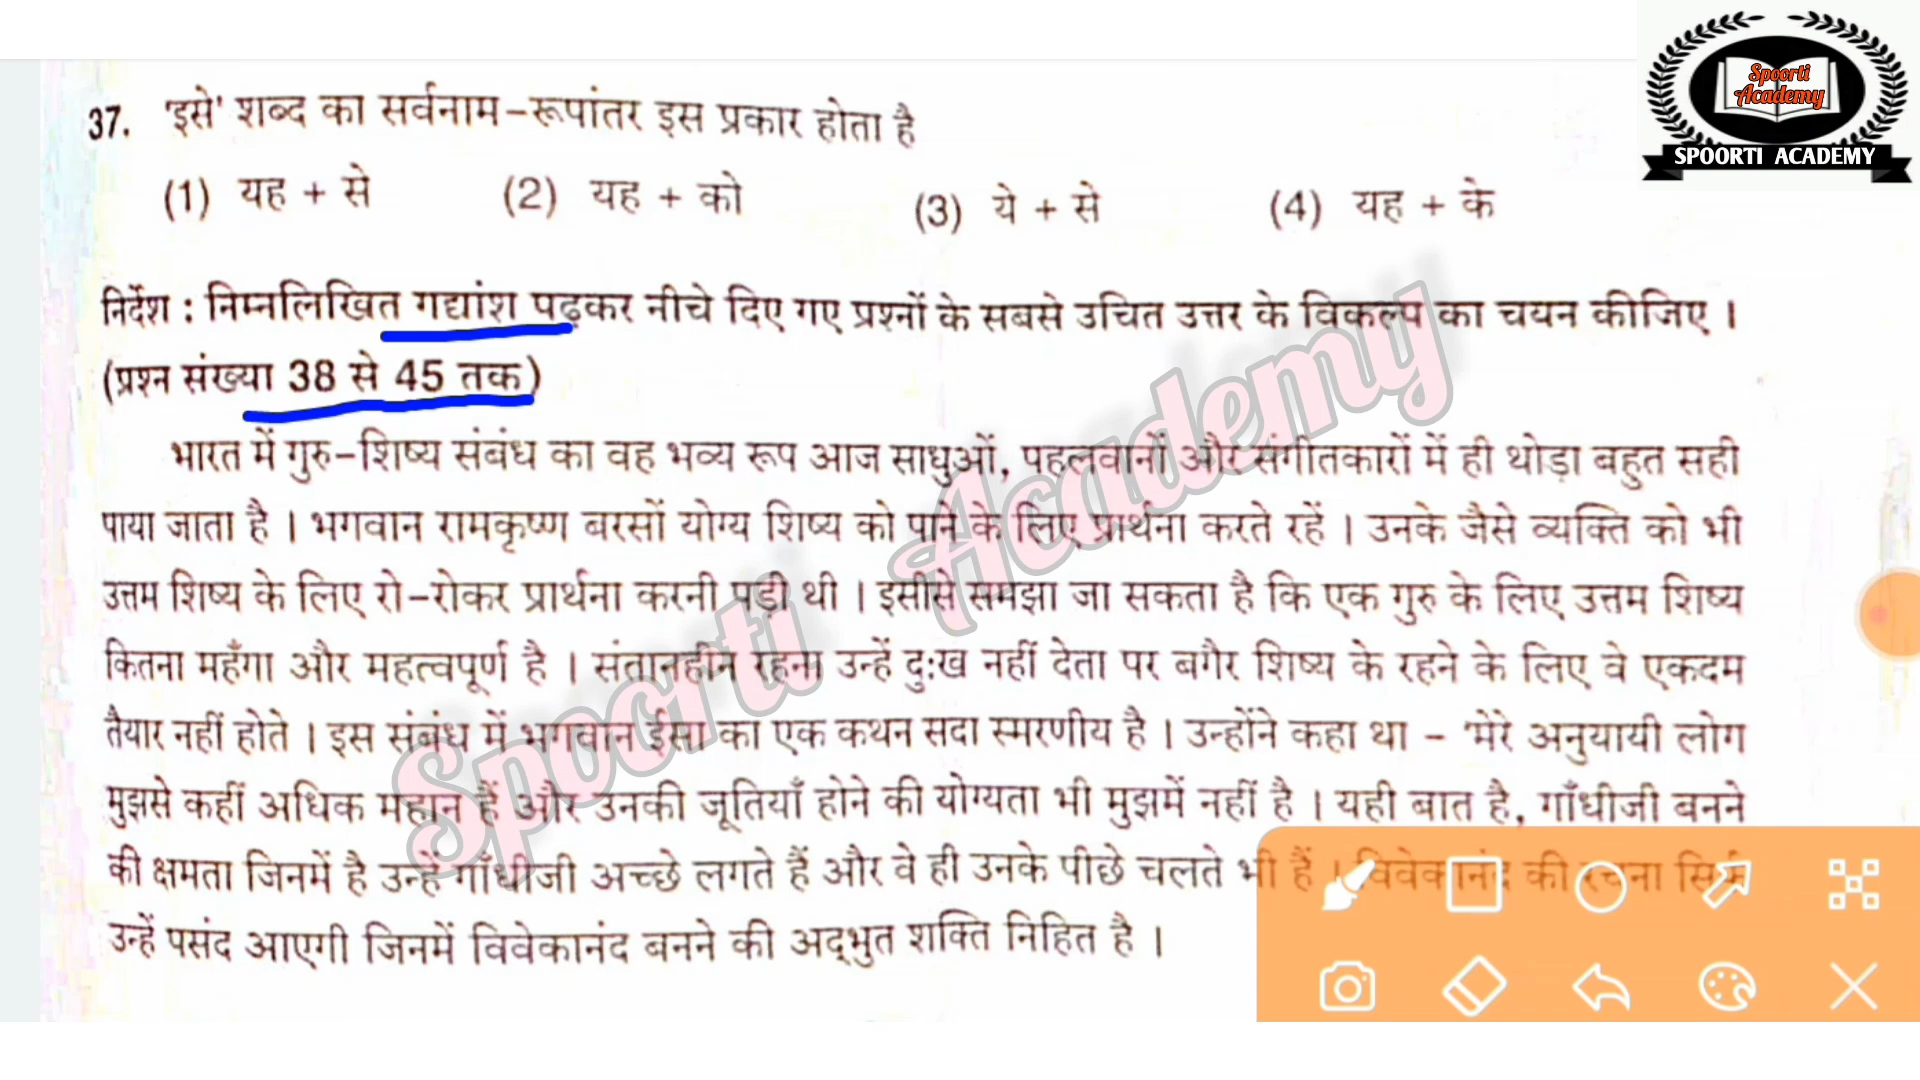 Spoorti
Academy
SPOORTI ACADEMY
37. 'इसे' शब्द का सर्वनाम-रूपांतर इस प्रकार होता है
(1) यह + से (2) यह + को (3) ये + से (4) यह + के
निर्देश : निम्नलिखित गद्यांश पढ़कर नीचे दिए गए प्रश्नों के सबसे उचित उत्तर के विकल्प का चयन कीजिए ।
(प्रश्न संख्या 38 से 45 तक)
भारत में गुरु-शिष्य संबंध का वह भव्य रूप आज साधुओं, पहलवानों और संगीतकारों में ही थोड़ा बहुत सही
पाया जाता है । भगवान रामकृष्ण बरसों योग्य शिष्य को पाने के लिए प्रार्थना करते रहें । उनके जैसे व्यक्ति को भी
उत्तम शिष्य के लिए रो-रोकर प्रार्थना करनी पड़ी थी । इसीसे समझा जा सकता है कि एक गुरु के लिए उत्तम शिष्य
कितना महँगा और महत्वपूर्ण है । संतानहीन रहना उन्हें दुःख नहीं देता पर बगैर शिष्य के रहने के लिए वे एकदम
तैयार नहीं होते । इस संबंध में भगवान ईसा का एक कथन सदा स्मरणीय है । उन्होंने कहा था - 'मेरे अनुयायी लोग
मुझसे कहीं अधिक महान हैं और उनकी जूतियाँ होने की योग्यता भी मुझमें नहीं है । यही बात है, गाँधीजी बनने
की क्षमता जिनमें है उन्हें गाँधीजी अच्छे लगते हैं और वे ही उनके पीछे चलते भी हैं । विवेकानंद की रचना सिर्फ
उन्हें पसंद आएगी जिनमें विवेकानंद बनने की अद्भुत शक्ति निहित है ।
Spoorti Academy